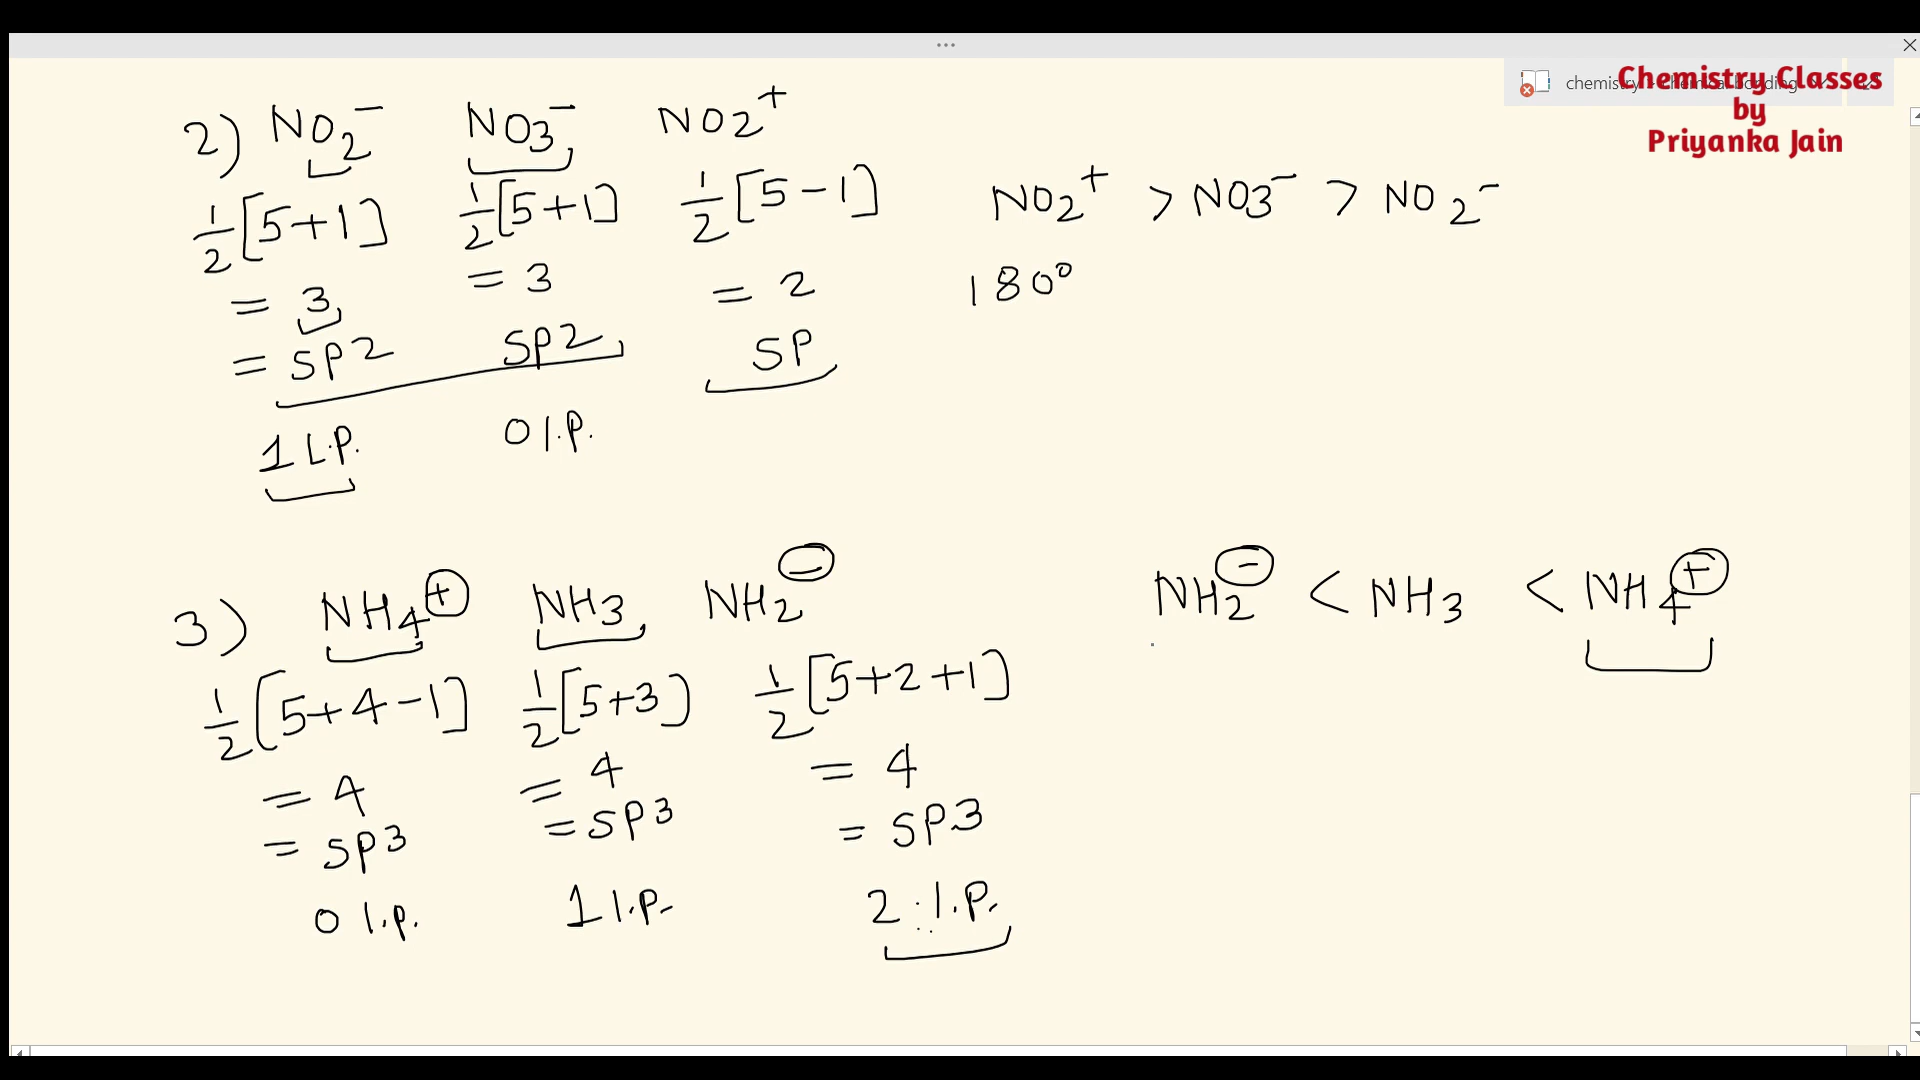 Chemistry Classes
by
Priyanka Jain
2) NO2⁻ NO3⁻ NO2⁺
1/2[5+1] 1/2[5+1] 1/2[5-1] NO2⁺ > NO3⁻ > NO2⁻
= 3 = 3 = 2 180°
= SP2 SP2 SP
1 L.P. 0 l.P.
3) NH4⁺ NH3 NH2⁻ NH2⁻ < NH3 < NH4⁺
1/2[5+4-1] 1/2[5+3] 1/2[5+2+1]
= 4 = 4 = 4
= SP3 = SP3 = SP3
0 l.p. 1 l.p. 2 l.P.